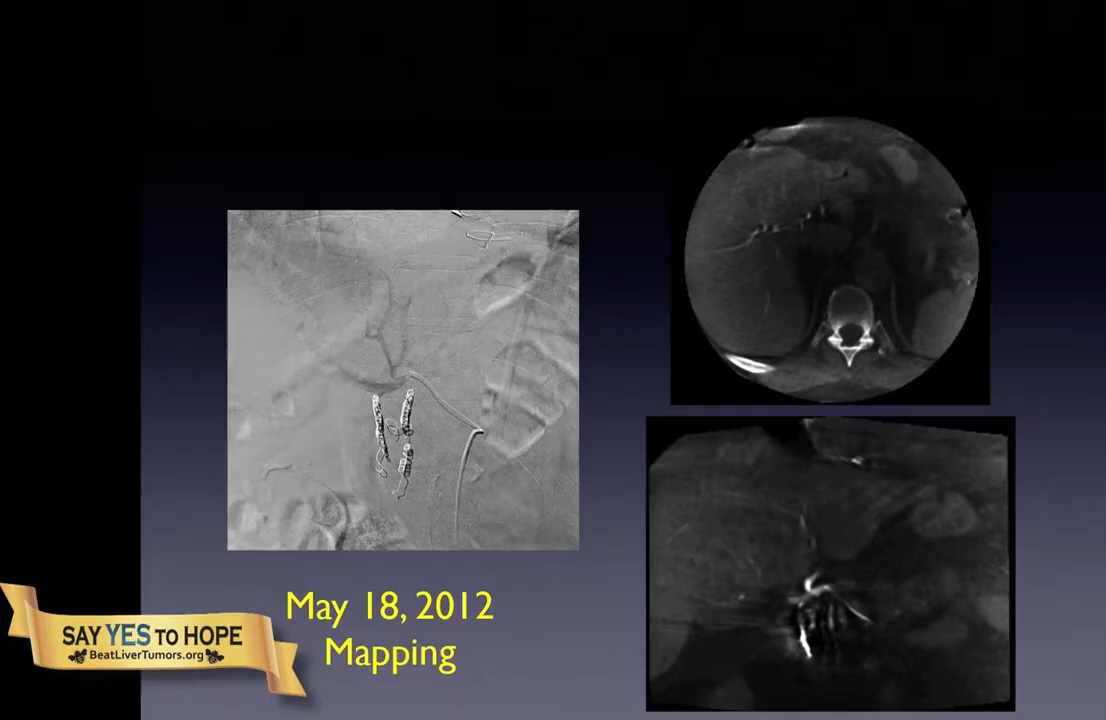 May 18, 2012
Mapping
SAY YES TO HOPE
BeatLiverTumors.org